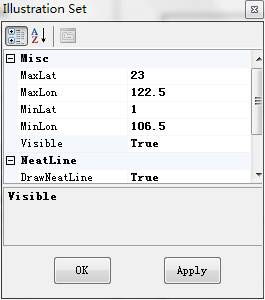 Illustration Set
Misc
MaxLat 23
MaxLon 122.5
MinLat 1
MinLon 106.5
Visible True
NeatLine
DrawNeatLine True
Visible
OK Apply